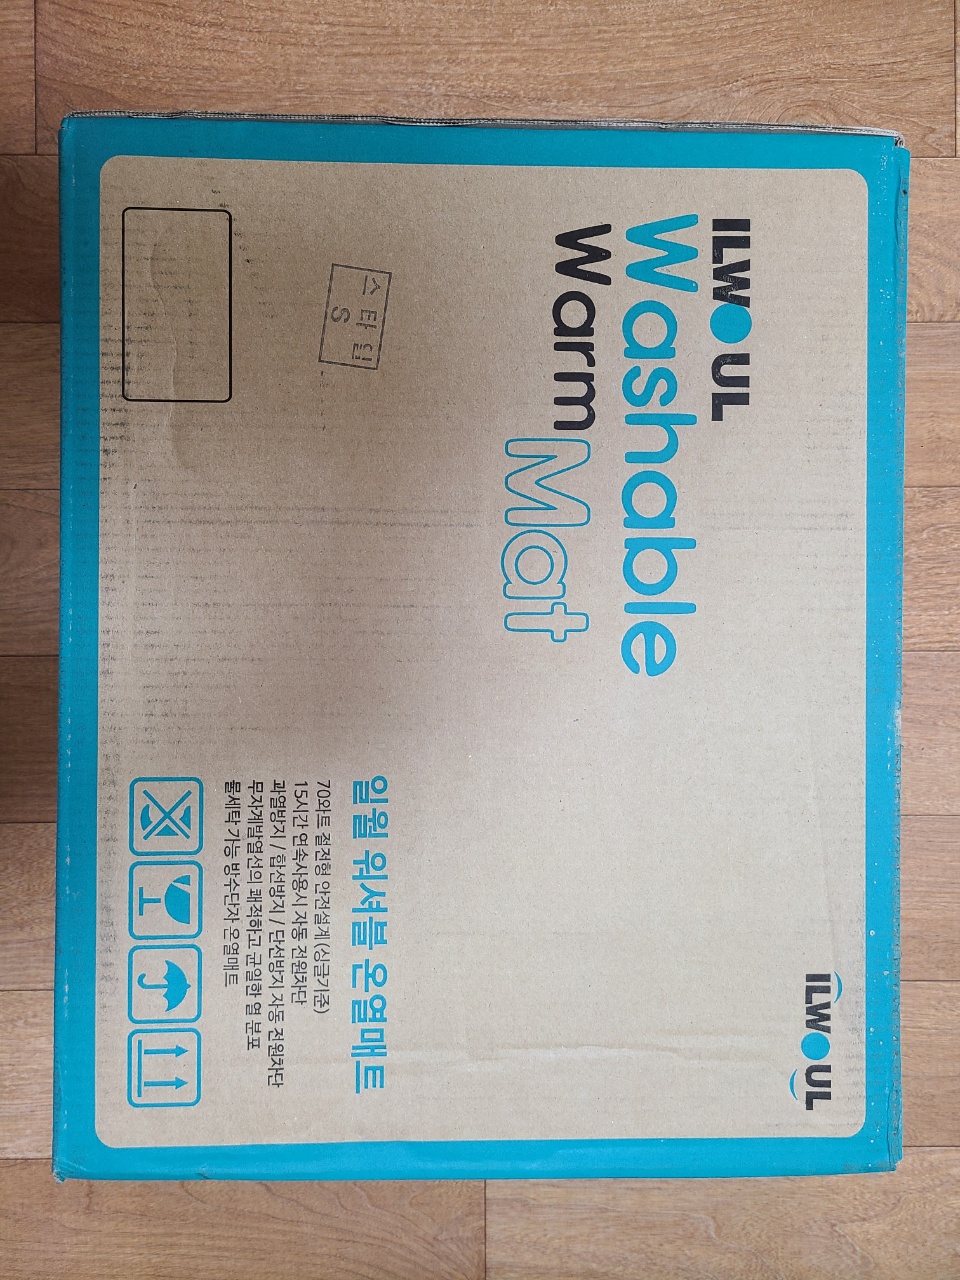 ILWOUL
Washable
Warm
Mat
스타일
S
ILWOUL
일월 워셔블 온열매트
70와트 절전형 안전설계(싱글기준)
15시간 연속사용시 자동 전원차단
과열방지 / 합선방지 / 단선방지 자동 전원차단
무자계발열선의 쾌적하고 균일한 열 분포
물세탁 가능 방수단자 온열매트